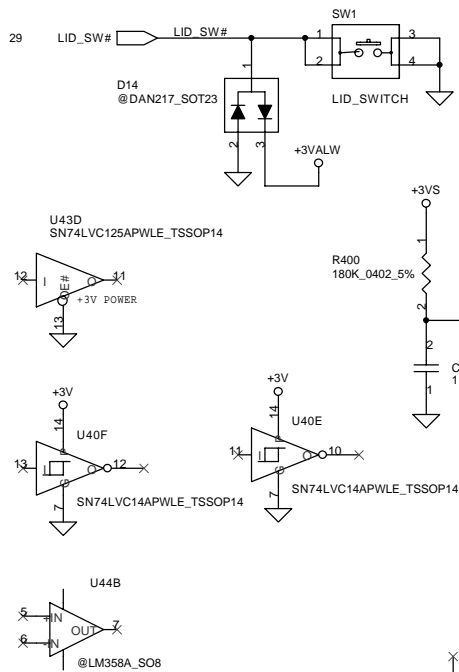 SW1
29 LID_SW# LID_SW# 1 3
2 4
1
D14
@DAN217_SOT23
LID_SWITCH
2 3
+3VALW
+3VS
U43D
SN74LVC125APWLE_TSSOP14
1
R400
180K_0402_5%
12 I OE# O 11
+3V POWER
13
2
2
C
1
1
+3V
+3V
14 U40F
14 U40E
13 I P O 12
11 I P O 10
G
G
7 SN74LVC14APWLE_TSSOP14
7 SN74LVC14APWLE_TSSOP14
U44B
5 +IN
OUT 7
6 -IN
@LM358A_SO8